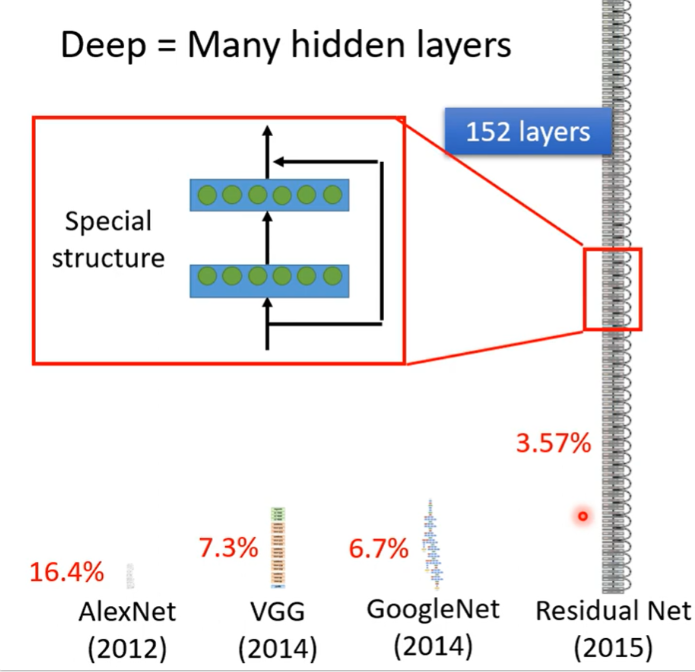 Deep = Many hidden layers
152 layers
Special
structure
3.57%
16.4%
7.3%
6.7%
AlexNet
(2012)
VGG
(2014)
GoogleNet
(2014)
Residual Net
(2015)